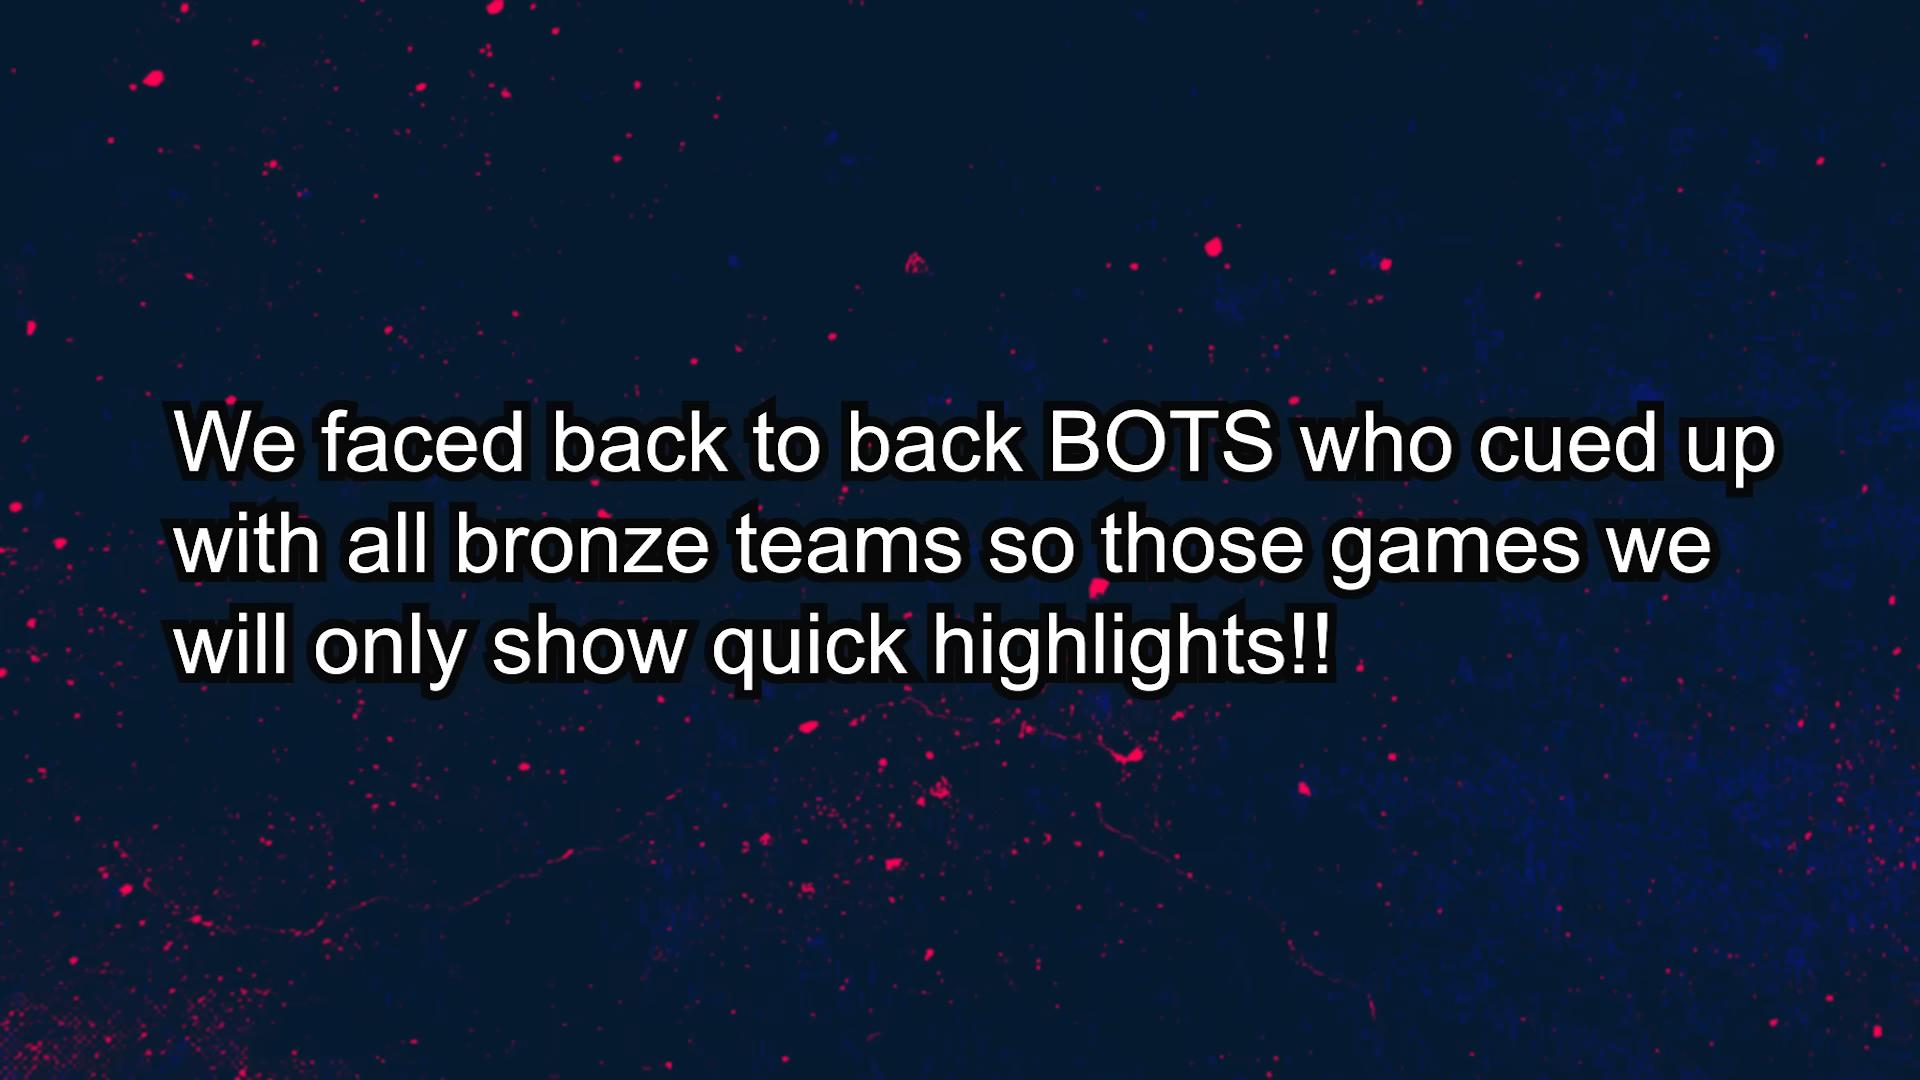 We faced back to back BOTS who cued up
with all bronze teams so those games we
will only show quick highlights!!